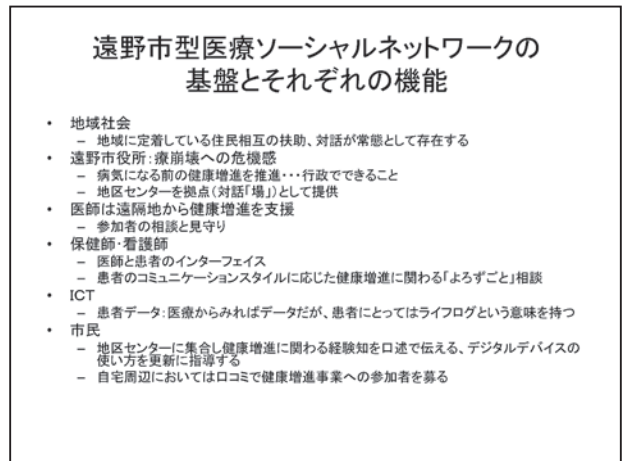 遠野市型医療ソーシャルネットワークの
基盤とそれぞれの機能
• 地域社会
– 地域に定着している住民相互の扶助、対話が常態として存在する
• 遠野市役所：療崩壊への危機感
– 病気になる前の健康増進を推進・・・行政でできること
– 地区センターを拠点（対話「場」）として提供
• 医師は遠隔地から健康増進を支援
– 参加者の相談と見守り
• 保健師・看護師
– 医師と患者のインターフェイス
– 患者のコミュニケーションスタイルに応じた健康増進に関わる「よろずごと」相談
• ICT
– 患者データ：医療からみればデータだが、患者にとってはライフログという意味を持つ
• 市民
– 地区センターに集合し健康増進に関わる経験知を口述で伝える、デジタルデバイスの
使い方を更新に指導する
– 自宅周辺においては口コミで健康増進事業への参加者を募る